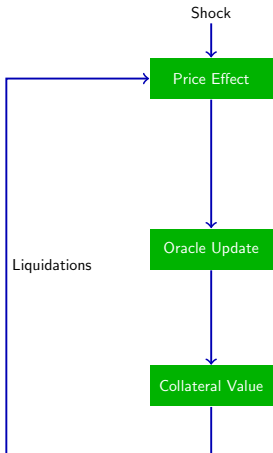 Shock
Price Effect
Oracle Update
Liquidations
Collateral Value